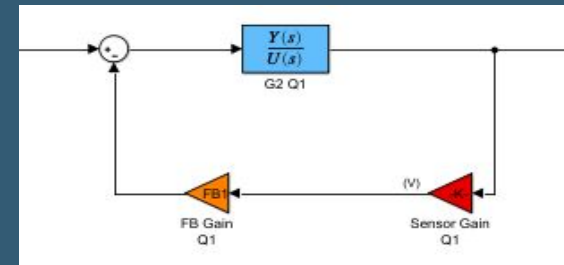 Y(s)
U(s)
G2 Q1
(V)
FB1
-K-
FB Gain
Q1
Sensor Gain
Q1